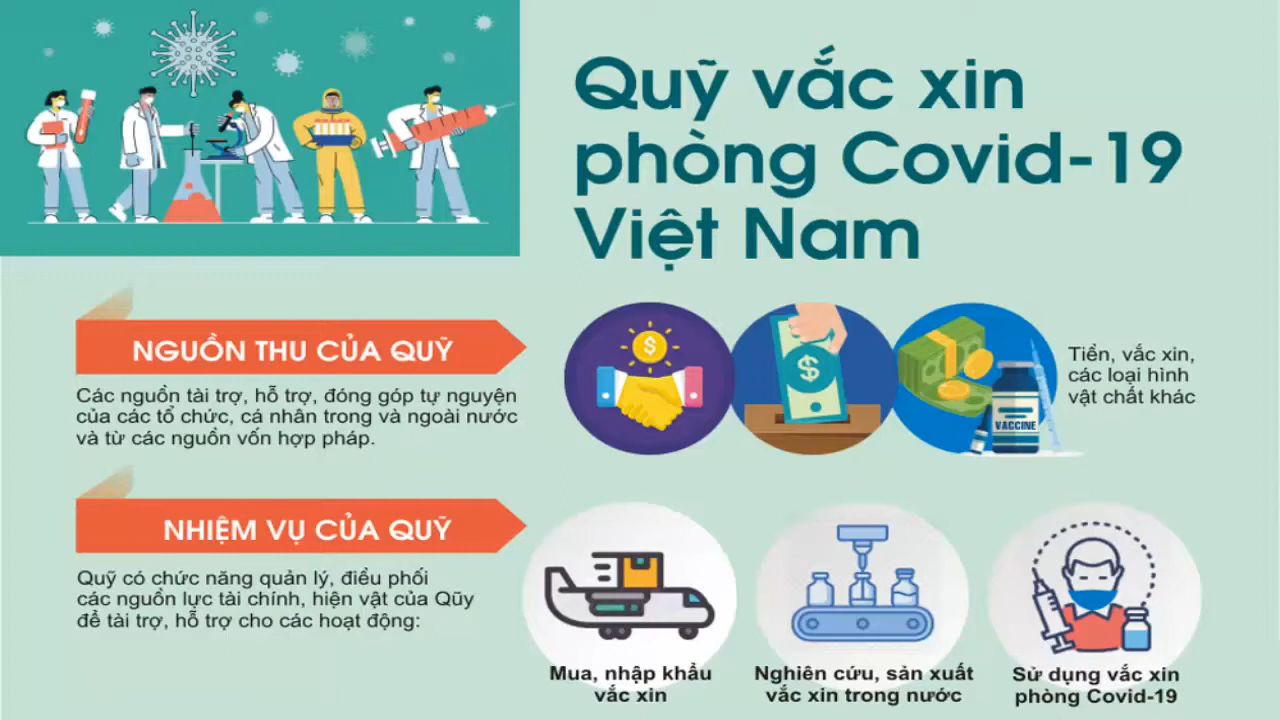 Quỹ vắc xin
phòng Covid-19
Việt Nam
NGUỒN THU CỦA QUỸ
Các nguồn tài trợ, hỗ trợ, đóng góp tự nguyện
của các tổ chức, cá nhân trong và ngoài nước
và từ các nguồn vốn hợp pháp.
$
$
VACCINE
Tiền, vắc xin,
các loại hình
vật chất khác
NHIỆM VỤ CỦA QUỸ
Quỹ có chức năng quản lý, điều phối
các nguồn lực tài chính, hiện vật của Qũy
để tài trợ, hỗ trợ cho các hoạt động:
Mua, nhập khẩu
vắc xin
Nghiên cứu, sản xuất
vắc xin trong nước
Sử dụng vắc xin
phòng Covid-19